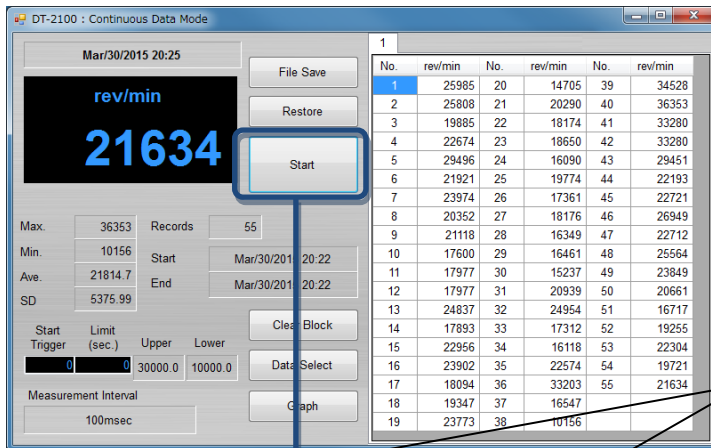 DT-2100 : Continuous Data Mode
Mar/30/2015 20:25
rev/min
21634
File Save
Restore
Start
Max. 36353 Records 55
Min. 10156 Start Mar/30/2015 20:22
Ave. 21814.7 End Mar/30/2015 20:22
SD 5375.99
Start Trigger Limit (sec.) Upper Lower
0 0 30000.0 10000.0
Measurement Interval
100msec
Clear Block
Data Select
Graph
1
No. rev/min No. rev/min No. rev/min
1 25985 20 14705 39 34528
2 25808 21 20290 40 36353
3 19885 22 18174 41 33280
4 22674 23 18650 42 33280
5 29496 24 16090 43 29451
6 21921 25 19774 44 22193
7 23974 26 17361 45 22721
8 20352 27 18176 46 26949
9 21118 28 16349 47 22712
10 17600 29 16461 48 25564
11 17977 30 15237 49 23849
12 17977 31 20939 50 20661
13 24837 32 24954 51 16717
14 17893 33 17312 52 19255
15 22956 34 16118 53 22304
16 23902 35 22574 54 19721
17 18094 36 33203 55 21634
18 19347 37 16547
19 23773 38 10156